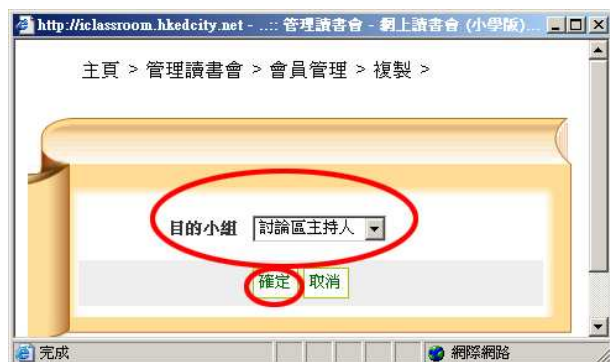 http://iclassroom.hkedcity.net - ..:: 管理讀書會 - 網上讀書會 (小學版)...
主頁 > 管理讀書會 > 會員管理 > 複製 >
目的小組 討論區主持人
確定 取消
完成 網際網路